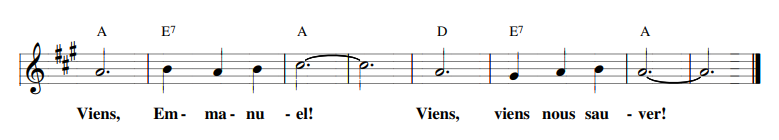 A E7 A D E7 A
Viens, Em - ma - nu - el! Viens, viens nous sau - ver!